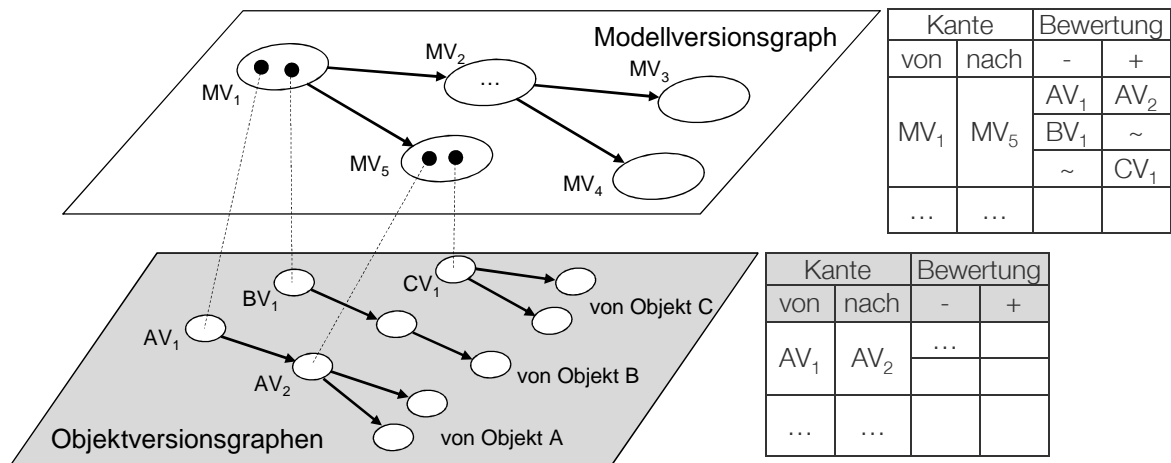 Modellversionsgraph
MV1
MV2
...
MV3
MV5
MV4
Kante Bewertung
von nach - +
MV1 MV5 AV1 AV2
BV1 ~
~ CV1
... ...
AV1
BV1
CV1
AV2
von Objekt C
von Objekt B
von Objekt A
Objektversionsgraphen
Kante Bewertung
von nach - +
AV1 AV2 ...
... ...